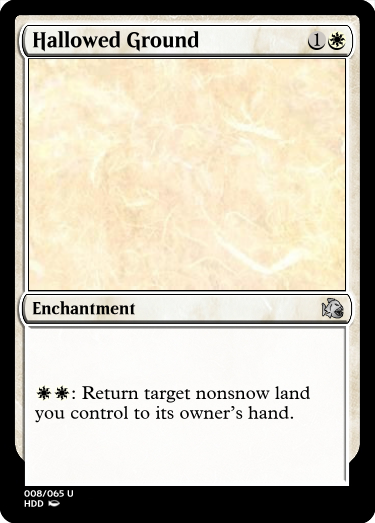 Hallowed Ground 1
Enchantment
: Return target nonsnow land
you control to its owner's hand.
008/065 U
HDD